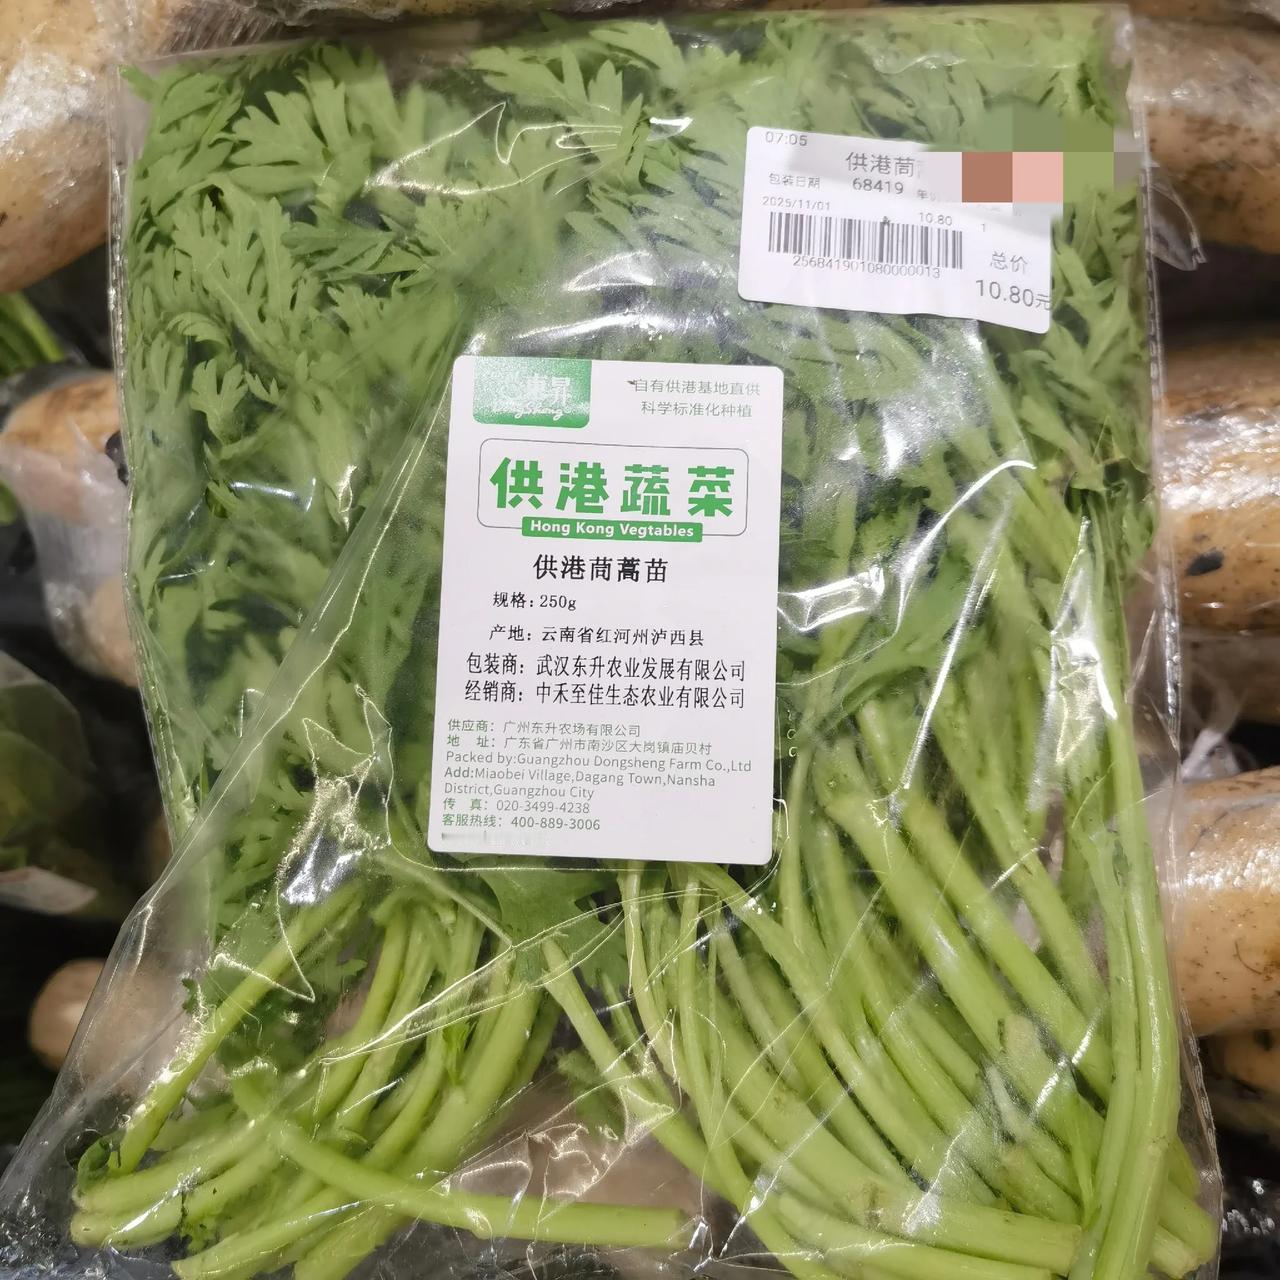 07:05
供港茼
包装日期 68419 单价
2025/11/01 10.80 1
256841901080000013
总价
10.80元
自有供港基地直供
科学标准化种植
供港蔬菜
Hong Kong Vegtables
供港茼蒿苗
规格：250g
产地：云南省红河州泸西县
包装商：武汉东升农业发展有限公司
经销商：中禾至佳生态农业有限公司
供应商：广州东升农场有限公司
地 址：广东省广州市南沙区大岗镇庙贝村
Packed by:Guangzhou Dongsheng Farm Co.,Ltd
Add:Miaobei Village,Dagang Town,Nansha
District,Guangzhou City
传 真：020-3499-4238
客服热线：400-889-3006